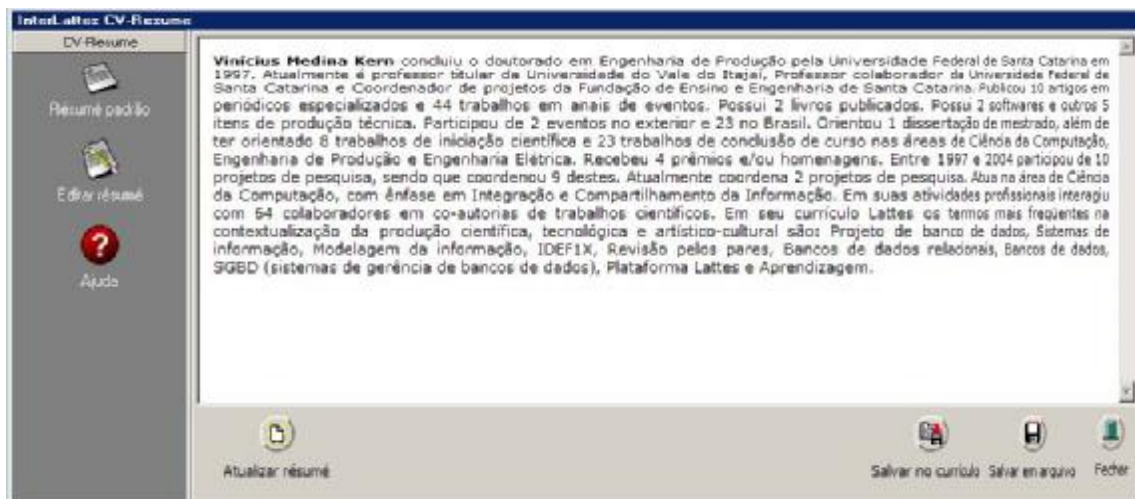 InterLattes CV-Resume
CV-Resume
Résumé padrão
Editar résumé
Ajuda
Vinícius Medina Kern concluiu o doutorado em Engenharia de Produção pela Universidade Federal de Santa Catarina em
1997. Atualmente é professor titular da Universidade do Vale do Itajaí, Professor colaborador da Universidade Federal de
Santa Catarina e Coordenador de projetos da Fundação de Ensino e Engenharia de Santa Catarina. Publicou 10 artigos em
periódicos especializados e 44 trabalhos em anais de eventos. Possui 2 livros publicados. Possui 2 softwares e outros 5
itens de produção técnica. Participou de 2 eventos no exterior e 23 no Brasil. Orientou 1 dissertação de mestrado, além de
ter orientado 8 trabalhos de iniciação científica e 23 trabalhos de conclusão de curso nas áreas de Ciência da Computação,
Engenharia de Produção e Engenharia Elétrica. Recebeu 4 prêmios e/ou homenagens. Entre 1997 e 2004 participou de 10
projetos de pesquisa, sendo que coordenou 9 destes. Atualmente coordena 2 projetos de pesquisa. Atua na área de Ciência
da Computação, com ênfase em Integração e Compartilhamento da Informação. Em suas atividades profissionais interagiu
com 54 colaboradores em co-autorias de trabalhos científicos. Em seu currículo Lattes os termos mais freqüentes na
contextualização da produção científica, tecnológica e artístico-cultural são: Projeto de banco de dados, Sistemas de
informação, Modelagem da informação, IDEF1X, Revisão pelos pares, Bancos de dados relacionais, Bancos de dados,
SGBD (sistemas de gerência de bancos de dados), Plataforma Lattes e Aprendizagem.
Atualizar résumé
Salvar no currículo
Salvar em arquivo
Fechar